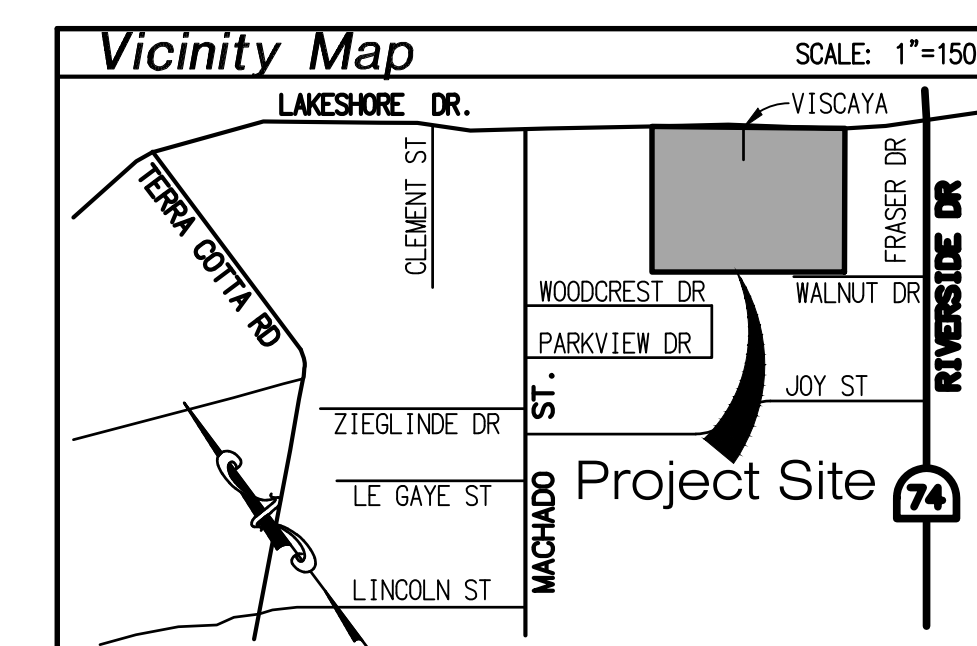 Vicinity Map
SCALE: 1"=150
LAKESHORE DR.
VISCAYA
TERRA COTTA RD
CLEMENT ST
FRASER DR
RIVERSIDE DR
WOODCREST DR
WALNUT DR
PARKVIEW DR
JOY ST
ZIEGLINDE DR
MACHADO ST.
Project Site
LE GAYE ST
74
LINCOLN ST